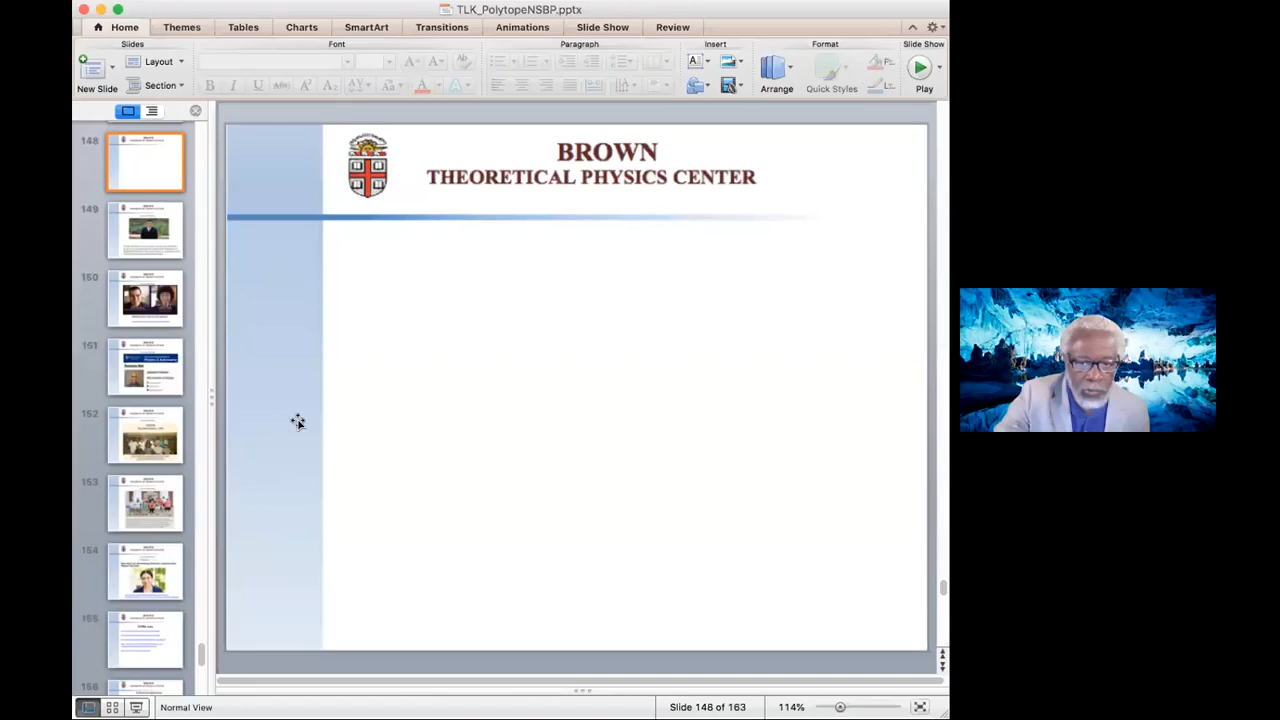 TLK_PolytopeNSBP.pptx
Home Themes Tables Charts SmartArt Transitions Animations Slide Show Review
Slides Font Paragraph Insert Format Slide Show
Layout
New Slide Section
Arrange Quick Styles Play
148
149
150
151
152
153
154
155
156
BROWN
THEORETICAL PHYSICS CENTER
Normal View Slide 148 of 163 114%